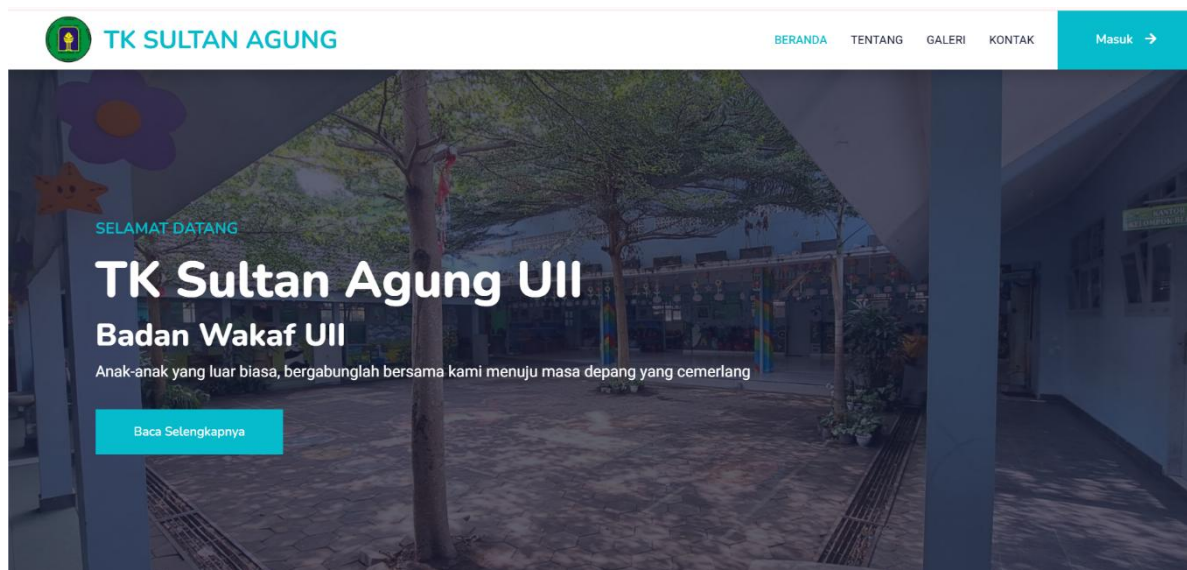 TK SULTAN AGUNG
BERANDA TENTANG GALERI KONTAK Masuk
SELAMAT DATANG
TK Sultan Agung UII
Badan Wakaf UII
Anak-anak yang luar biasa, bergabunglah bersama kami menuju masa depang yang cemerlang
Baca Selengkapnya
KANTOR